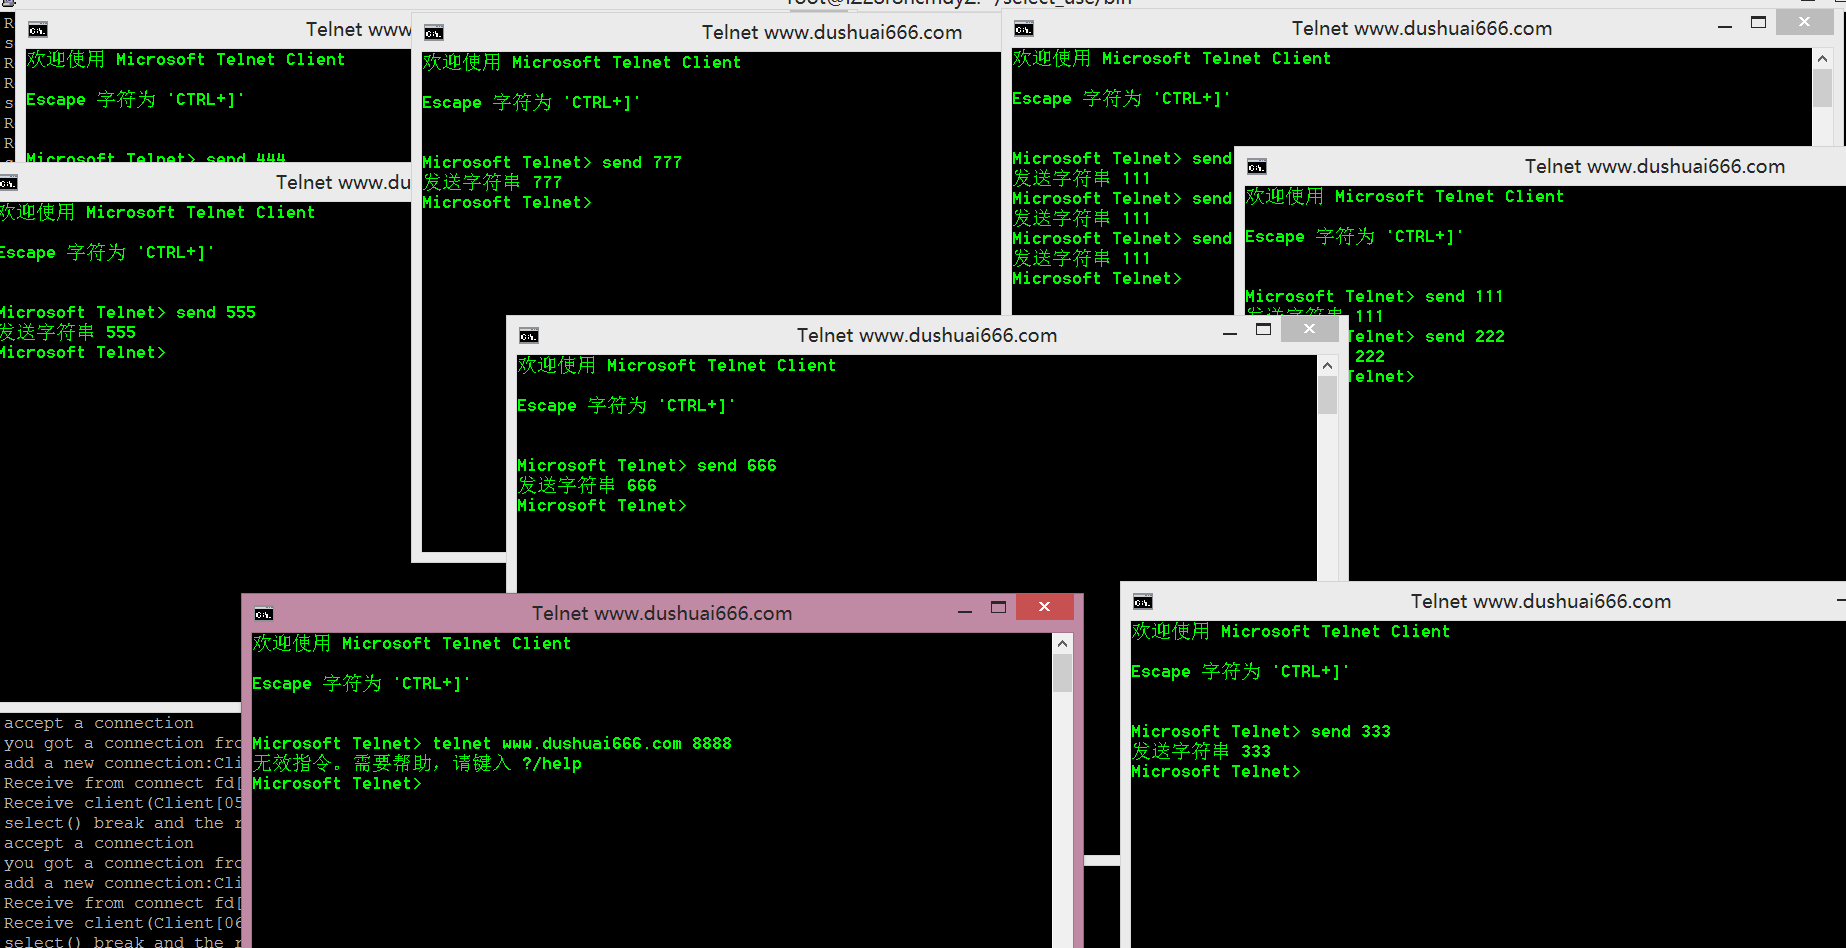 /select_use/bin
Telnet www
欢迎使用 Microsoft Telnet Client
Escape 字符为 'CTRL+]'
Microsoft Telnet> send 444
Telnet www.dushuai666.com
欢迎使用 Microsoft Telnet Client
Escape 字符为 'CTRL+]'
Microsoft Telnet> send 777
发送字符串 777
Microsoft Telnet>
Telnet www.dushuai666.com
欢迎使用 Microsoft Telnet Client
Escape 字符为 'CTRL+]'
Microsoft Telnet> send
发送字符串 111
Microsoft Telnet> send
发送字符串 111
Microsoft Telnet> send
发送字符串 111
Microsoft Telnet>
Telnet www.du
欢迎使用 Microsoft Telnet Client
Escape 字符为 'CTRL+]'
Microsoft Telnet> send 555
发送字符串 555
Microsoft Telnet>
Telnet www.dushuai666.com
欢迎使用 Microsoft Telnet Client
Escape 字符为 'CTRL+]'
Microsoft Telnet> send 111
发送字符串 111
Telnet> send 222
222
Telnet>
Telnet www.dushuai666.com
欢迎使用 Microsoft Telnet Client
Escape 字符为 'CTRL+]'
Microsoft Telnet> send 666
发送字符串 666
Microsoft Telnet>
Telnet www.dushuai666.com
欢迎使用 Microsoft Telnet Client
Escape 字符为 'CTRL+]'
Microsoft Telnet> telnet www.dushuai666.com 8888
无效指令。需要帮助，请键入 ?/help
Microsoft Telnet>
Telnet www.dushuai666.com
欢迎使用 Microsoft Telnet Client
Escape 字符为 'CTRL+]'
Microsoft Telnet> send 333
发送字符串 333
Microsoft Telnet>
accept a connection
you got a connection fro
add a new connection:Cli
Receive from connect fd[
Receive client(Client[05
select() break and the r
accept a connection
you got a connection fro
add a new connection:Cli
Receive from connect fd[
Receive client(Client[06
select() break and the r